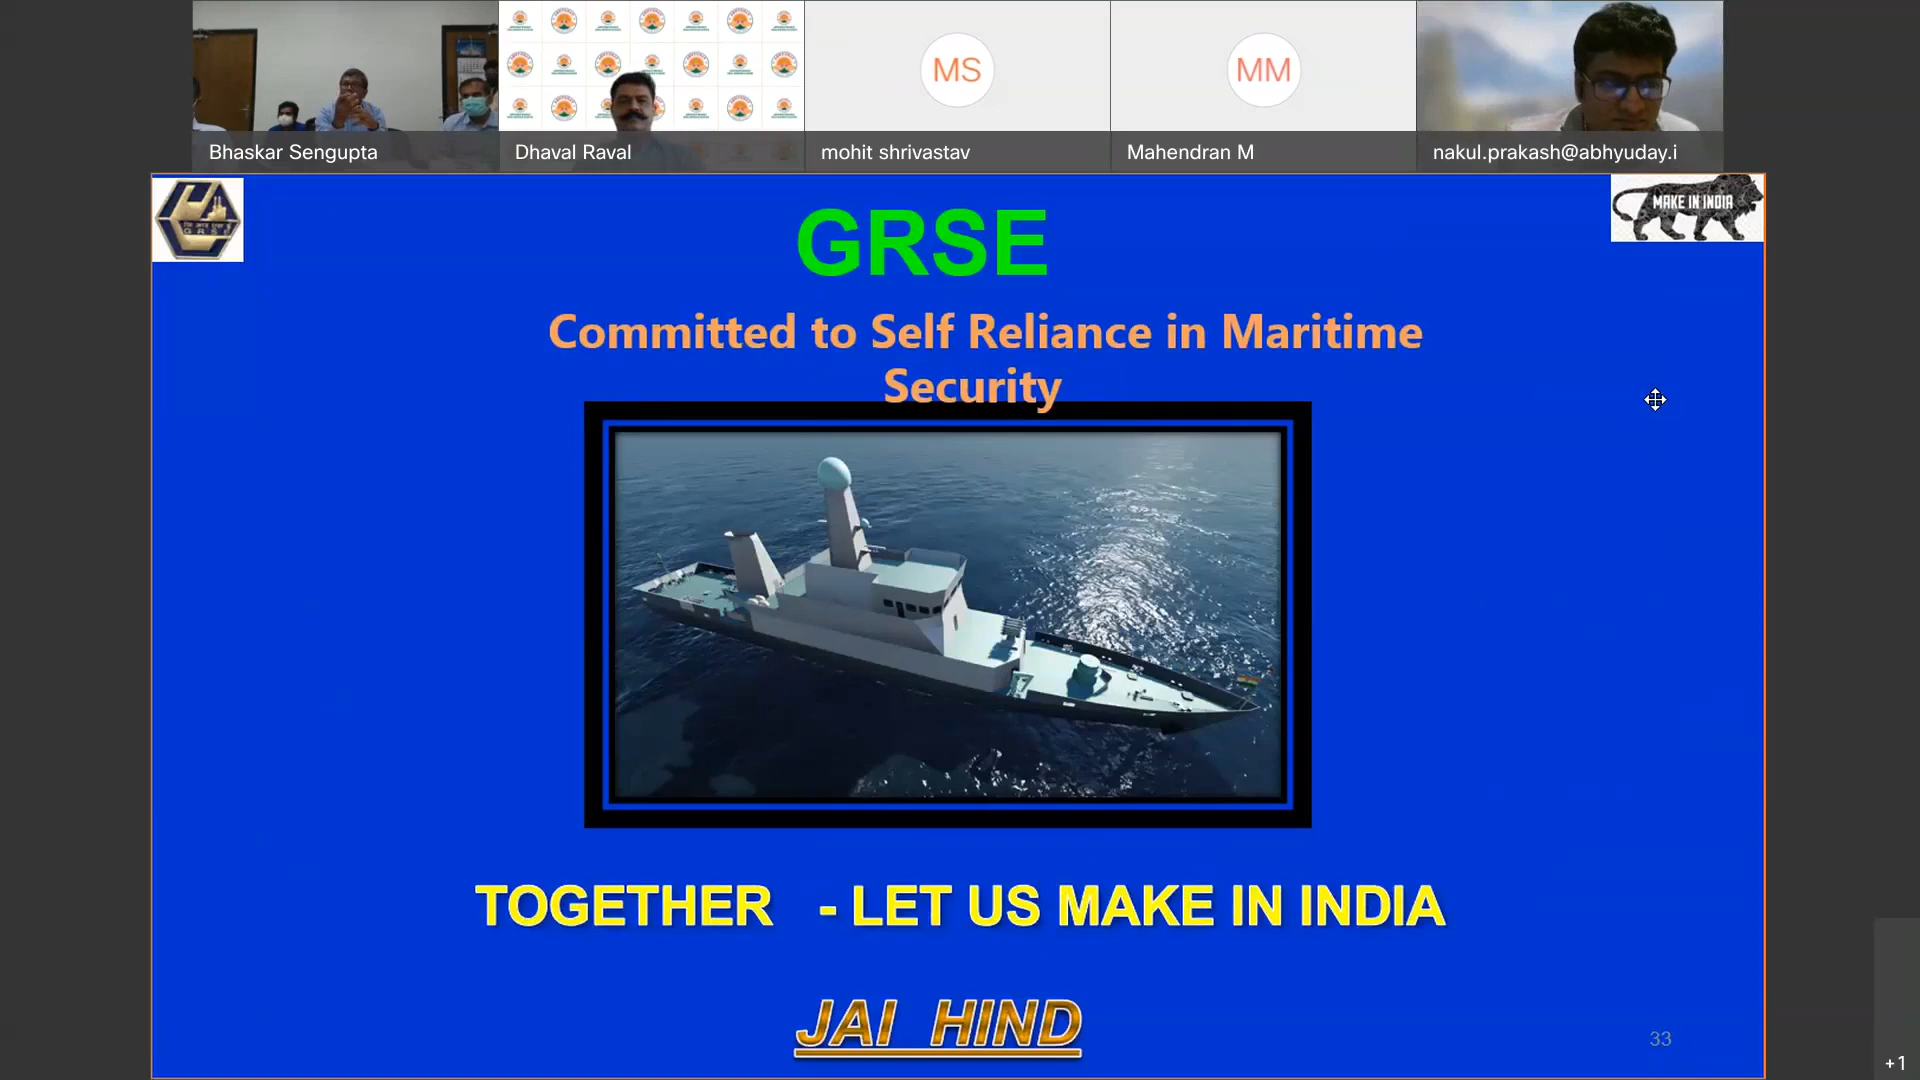 MS
MM
Bhaskar Sengupta
Dhaval Raval
mohit shrivastav
Mahendran M
nakul.prakash@abhyuday.i
GRSE
MAKE IN INDIA
GRSE
Committed to Self Reliance in Maritime
Security
TOGETHER - LET US MAKE IN INDIA
JAI HIND
33
+1